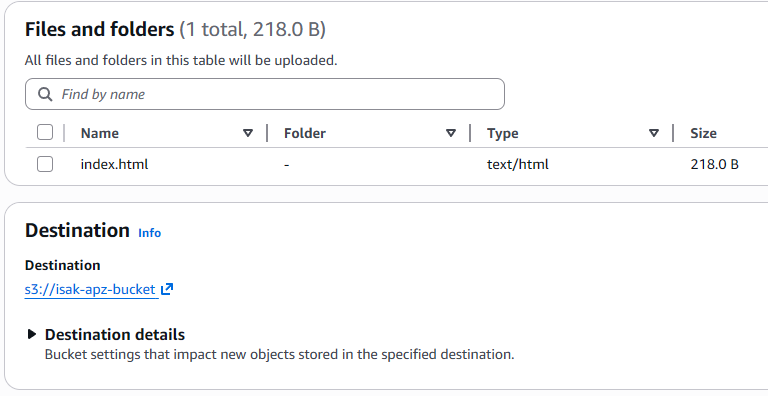 Files and folders (1 total, 218.0 B)
All files and folders in this table will be uploaded.
Find by name
Name Folder Type Size
index.html - text/html 218.0 B
Destination Info
Destination
s3://isak-apz-bucket
Destination details
Bucket settings that impact new objects stored in the specified destination.